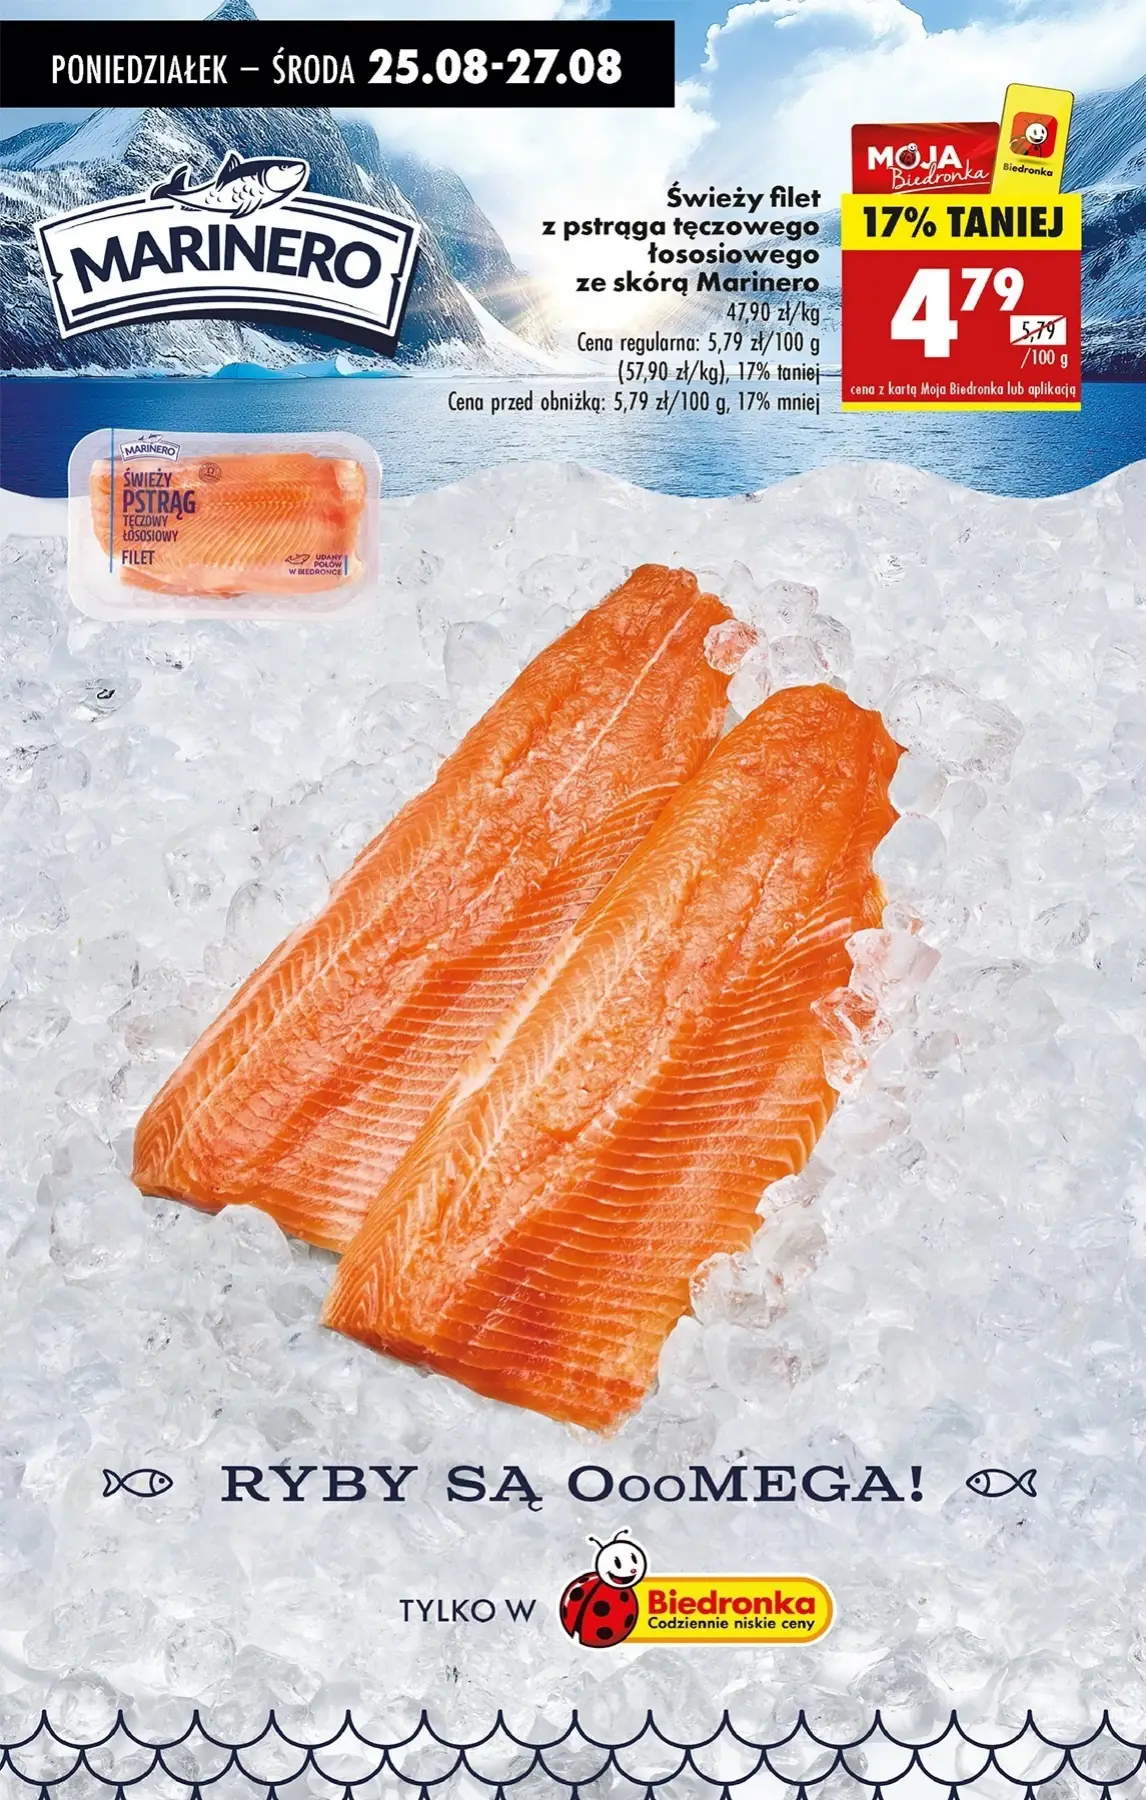 PONIEDZIAŁEK – ŚRODA 25.08-27.08
MARINERO
MOJA
Biedronka
Biedronka
Świeży filet
z pstrąga tęczowego
łososiowego
ze skórą Marinero
47,90 zł/kg
Cena regularna: 5,79 zł/100 g
(57,90 zł/kg), 17% taniej
Cena przed obniżką: 5,79 zł/100 g, 17% mniej
17% TANIEJ
4 79
5,79
/100 g
cena z kartą Moja Biedronka lub aplikacją
MARINERO
ŚWIEŻY
PSTRĄG
TĘCZOWY
ŁOSOSIOWY
FILET
UDANY
POŁÓW
W BIEDRONCE
RYBY SĄ OooMEGA!
TYLKO W
Biedronka
Codziennie niskie ceny